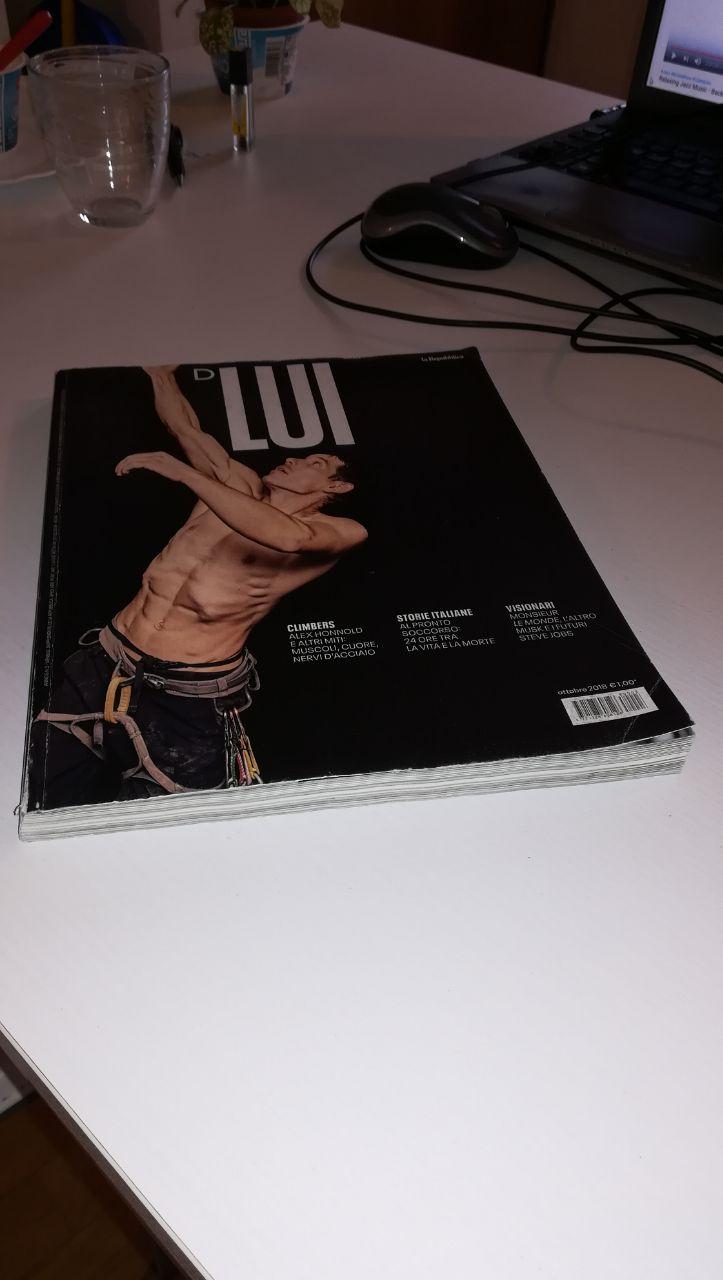 Relaxing Jazz Music - Back
la Repubblica
D
LUI
CLIMBERS
ALEX HONNOLD
E ALTRI MITI:
MUSCOLI, CUORE,
NERVI D'ACCIAIO
STORIE ITALIANE
AL PRONTO
SOCCORSO:
24 ORE TRA
LA VITA E LA MORTE
VISIONARI
MONSIEUR
LE MONDE, L'ALTRO
MUSK E I FUTURI
STEVE JOBS
ottobre 2018 € 1,00*